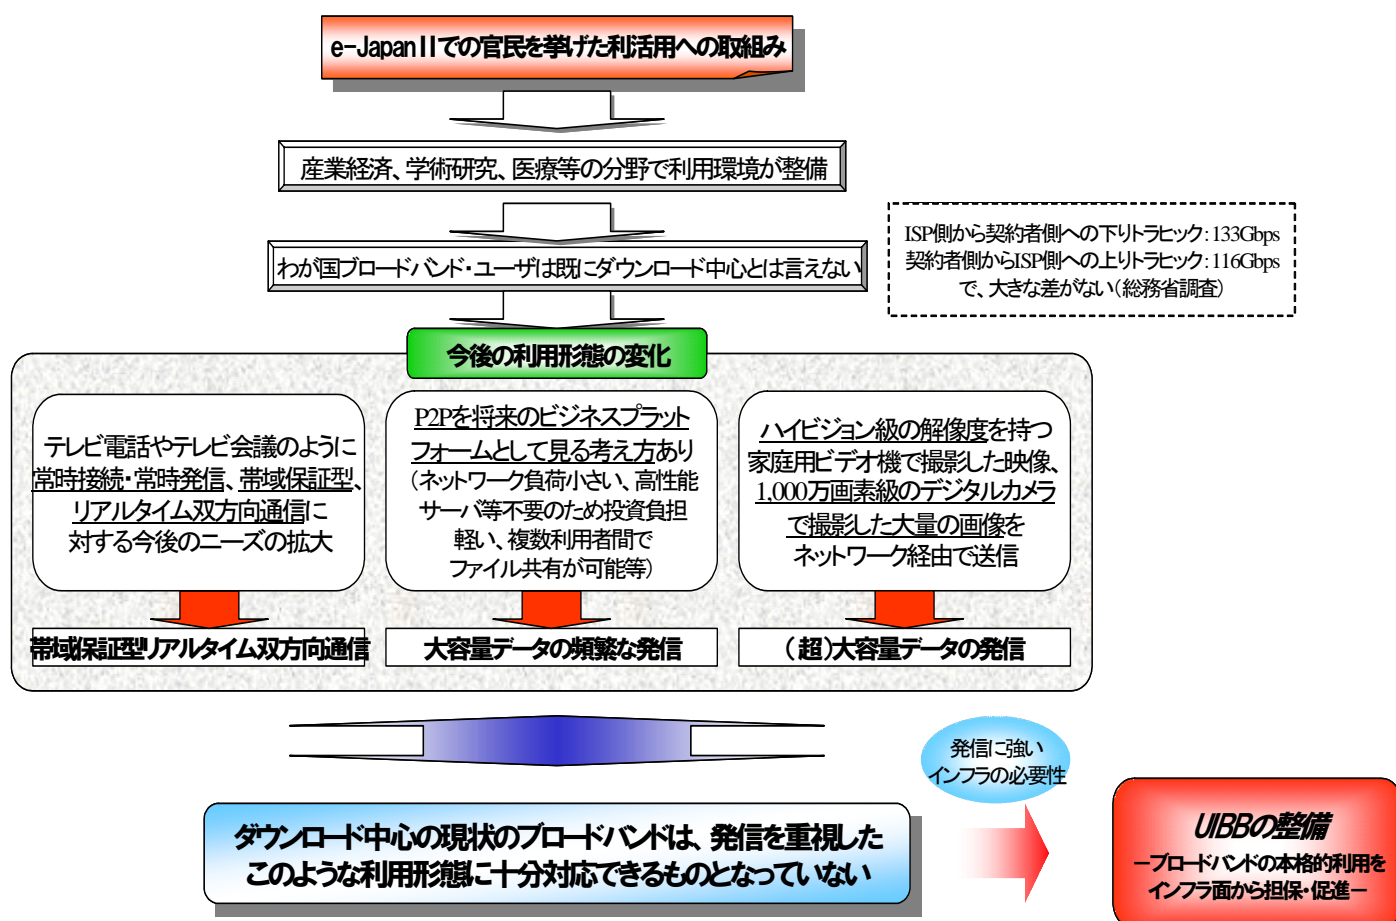 e-JapanIIでの官民を挙げた利活用への取組み
産業経済、学術研究、医療等の分野で利用環境が整備
わが国ブロードバンド・ユーザは既にダウンロード中心とは言えない
ISP側から契約者側への下りトラヒック：133Gbps
契約者側からISP側への上りトラヒック：116Gbps
で、大きな差がない（総務省調査）
今後の利用形態の変化
テレビ電話やテレビ会議のように
常時接続・常時発信、帯域保証型、
リアルタイム双方向通信に
対する今後のニーズの拡大
P2Pを将来のビジネスプラット
フォームとして見る考え方あり
（ネットワーク負荷小さい、高性能
サーバ等不要のため投資負担
軽い、複数利用者間で
ファイル共有が可能等）
ハイビジョン級の解像度を持つ
家庭用ビデオ機で撮影した映像、
1,000万画素級のデジタルカメラ
で撮影した大量の画像を
ネットワーク経由で送信
帯域保証型リアルタイム双方向通信
大容量データの頻繁な発信
（超）大容量データの発信
発信に強い
インフラの必要性
ダウンロード中心の現状のブロードバンドは、発信を重視した
このような利用形態に十分対応できるものとなっていない
UIBBの整備
－ブロードバンドの本格的利用を
インフラ面から担保・促進－